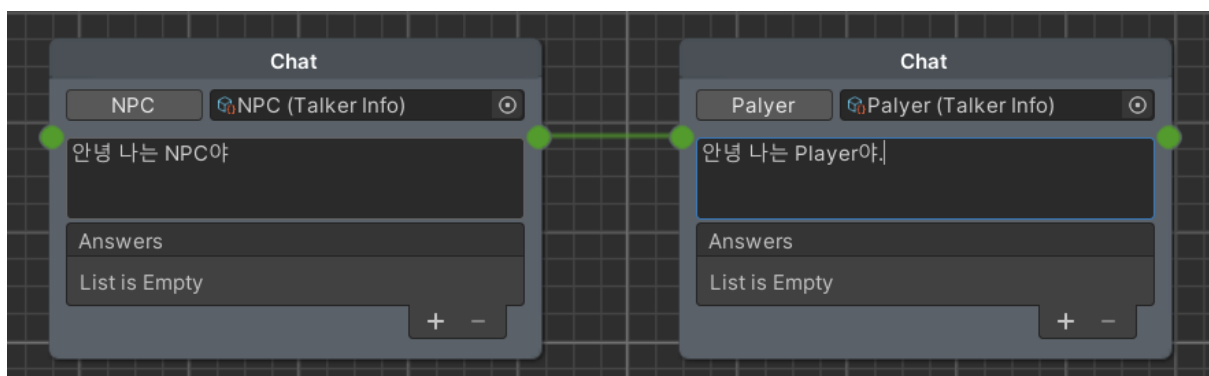 Chat
NPC
NPC (Talker Info)
안녕 나는 NPC야
Answers
List is Empty
+ −
Chat
Palyer
Palyer (Talker Info)
안녕 나는 Player야.
Answers
List is Empty
+ −